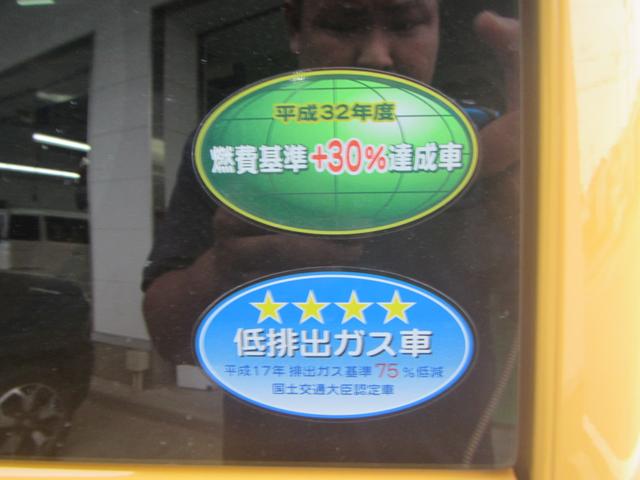 平成32年度
燃費基準+30%達成車
★★★★
低排出ガス車
平成17年 排出ガス基準75%低減
国土交通大臣認定車